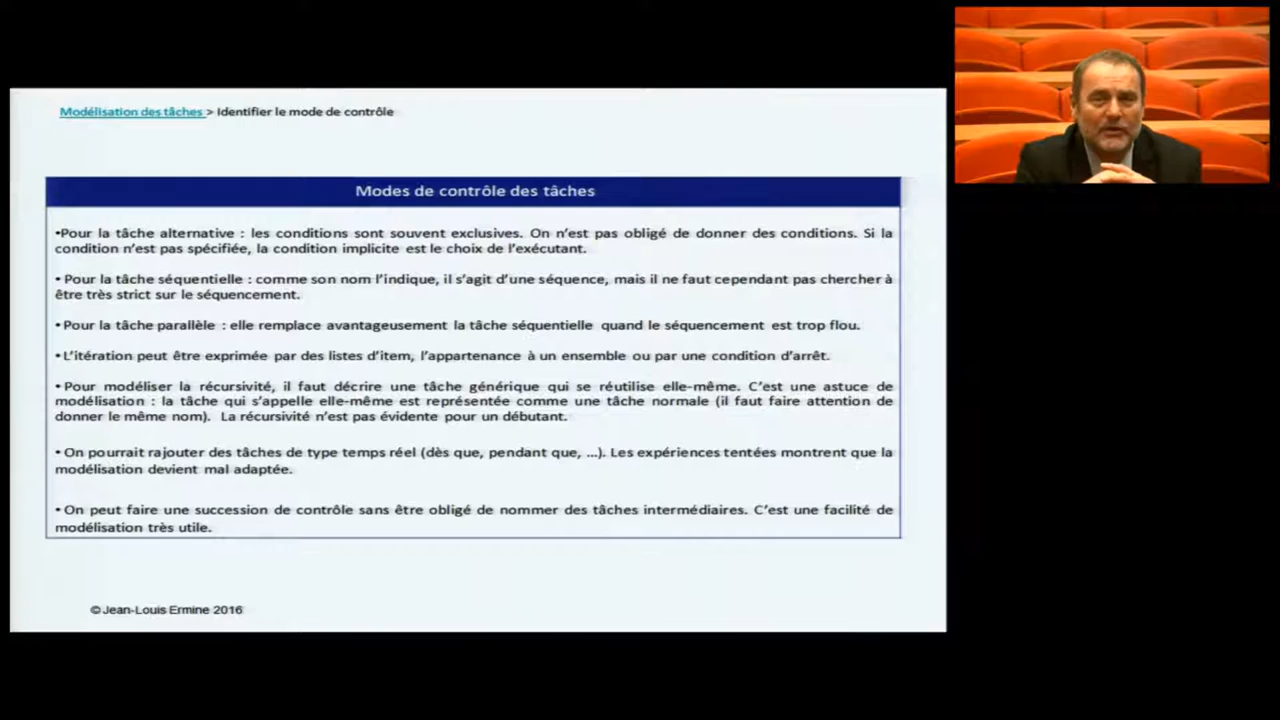 Modélisation des tâches > Identifier le mode de contrôle
Modes de contrôle des tâches
•Pour la tâche alternative : les conditions sont souvent exclusives. On n'est pas obligé de donner des conditions. Si la
condition n'est pas spécifiée, la condition implicite est le choix de l'exécutant.
• Pour la tâche séquentielle : comme son nom l'indique, il s'agit d'une séquence, mais il ne faut cependant pas chercher à
être très strict sur le séquencement.
• Pour la tâche parallèle : elle remplace avantageusement la tâche séquentielle quand le séquencement est trop flou.
• L'itération peut être exprimée par des listes d'item, l'appartenance à un ensemble ou par une condition d'arrêt.
• Pour modéliser la récursivité, il faut décrire une tâche générique qui se réutilise elle-même. C'est une astuce de
modélisation : la tâche qui s'appelle elle-même est représentée comme une tâche normale (il faut faire attention de
donner le même nom). La récursivité n'est pas évidente pour un débutant.
• On pourrait rajouter des tâches de type temps réel (dès que, pendant que, ...). Les expériences tentées montrent que la
modélisation devient mal adaptée.
• On peut faire une succession de contrôle sans être obligé de nommer des tâches intermédiaires. C'est une facilité de
modélisation très utile.
©Jean-Louis Ermine 2016